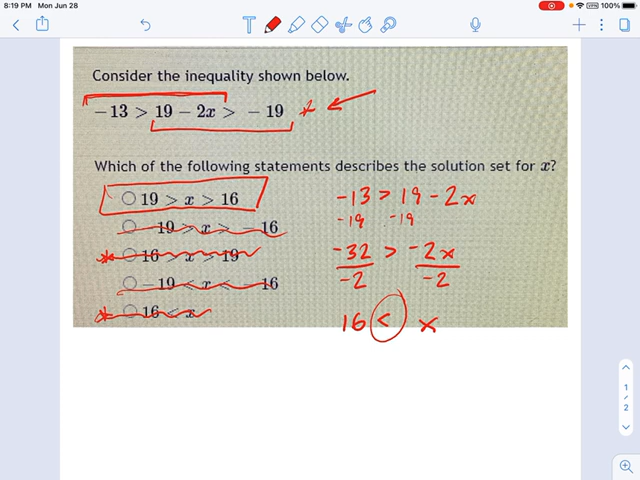 8:19 PM Mon Jun 28
100%
T
Consider the inequality shown below.
−13 > 19 − 2x > −19
Which of the following statements describes the solution set for x?
19 > x > 16
−19 > x > −16
16 > x > 19
−19 < x < −16
16 < x
-13 > 19 - 2x
-19 -19
-32 > -2x
-2 -2
16 < x
1
/
2